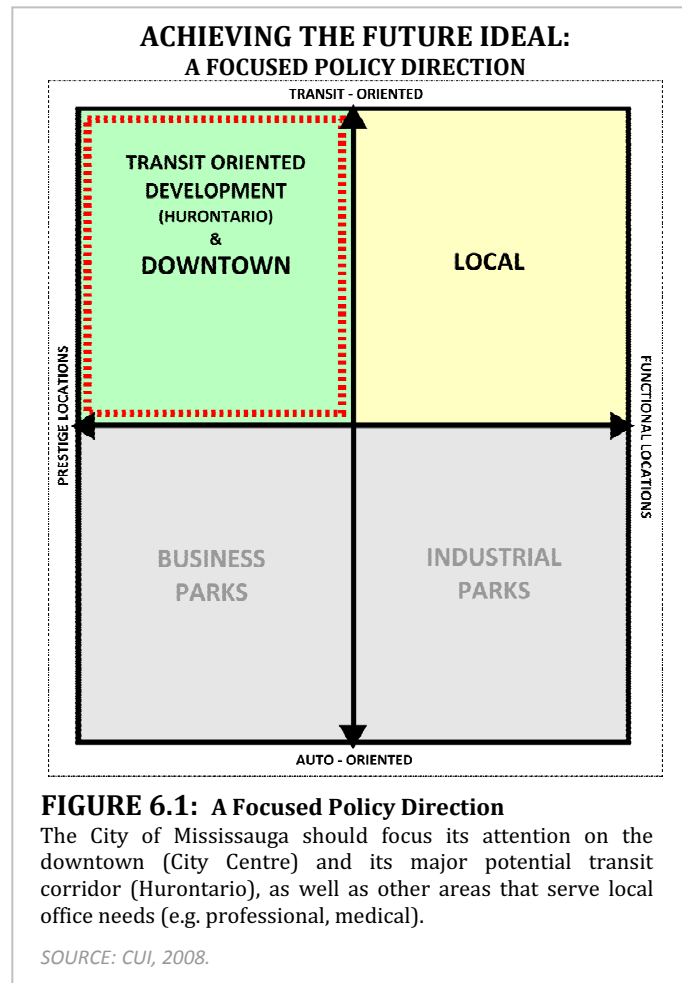 ACHIEVING THE FUTURE IDEAL:
A FOCUSED POLICY DIRECTION
TRANSIT - ORIENTED
TRANSIT ORIENTED
DEVELOPMENT
(HURONTARIO)
&
DOWNTOWN
LOCAL
PRESTIGE LOCATIONS
FUNCTIONAL LOCATIONS
BUSINESS
PARKS
INDUSTRIAL
PARKS
AUTO - ORIENTED
FIGURE 6.1: A Focused Policy Direction
The City of Mississauga should focus its attention on the
downtown (City Centre) and its major potential transit
corridor (Hurontario), as well as other areas that serve local
office needs (e.g. professional, medical).
SOURCE: CUI, 2008.